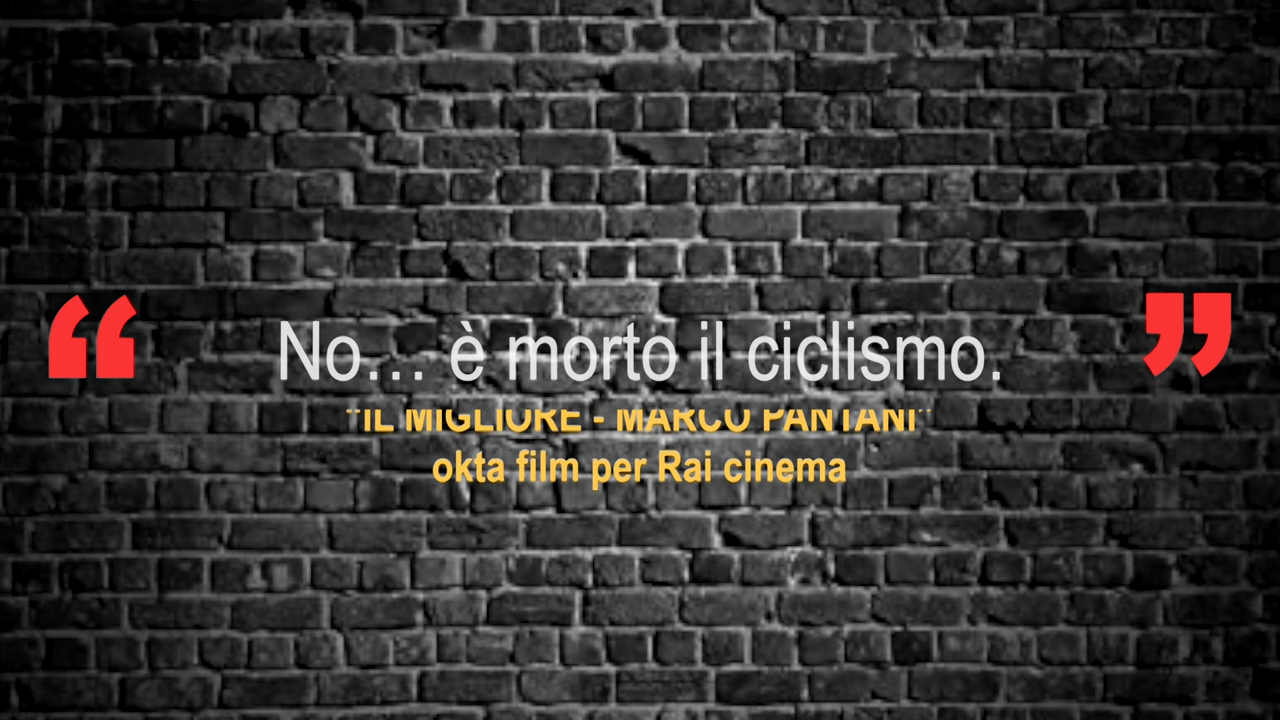 “ No… è morto il ciclismo. ”
"IL MIGLIORE - MARCO PANTANI"
okta film per Rai cinema